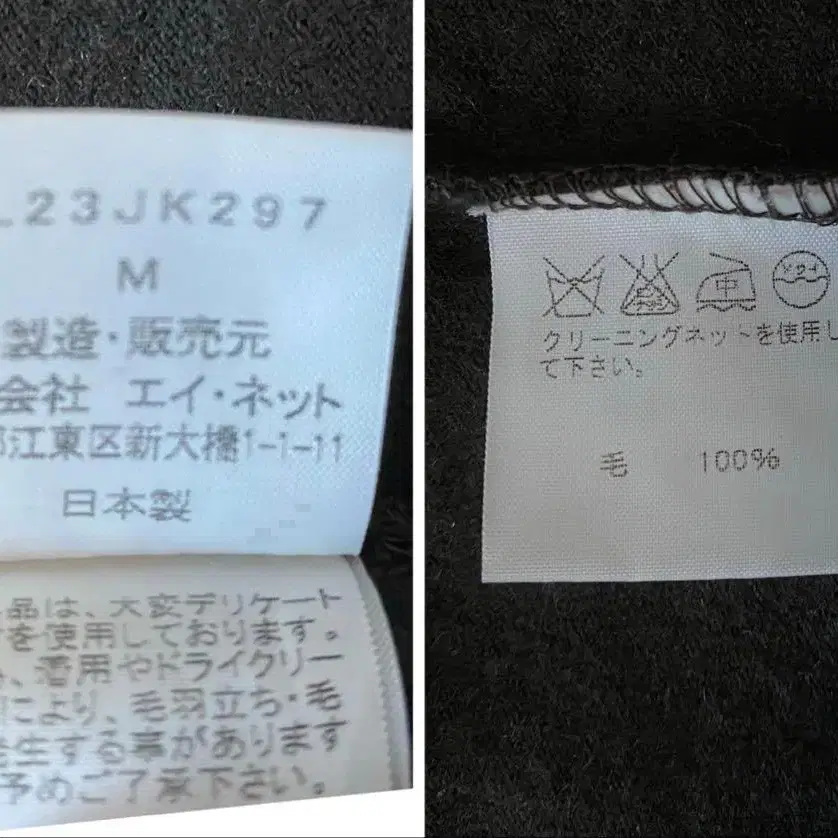 L23JK297
M
製造・販売元
会社 エイ・ネット
江東区新大橋1-1-11
日本製
品は、大変デリケート
を使用しております。
、着用やドライクリー
により、毛羽立ち・毛
生する事があります
予めご了承下さい。
中
クリーニングネットを使用し
て下さい。
毛 100%